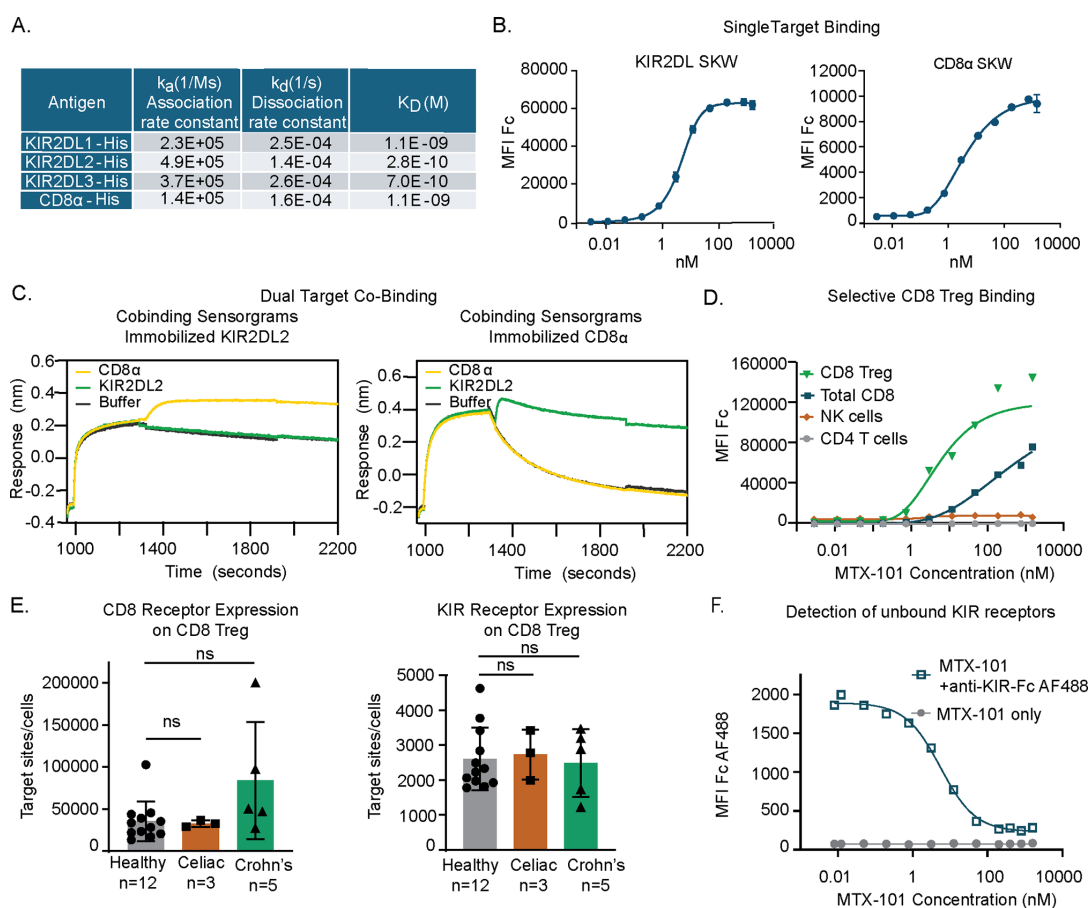 A.
Antigen
ka(1/Ms)
Association
rate constant
kd(1/s)
Dissociation
rate constant
KD(M)
KIR2DL1-His 2.3E+05 2.5E-04 1.1E-09
KIR2DL2-His 4.9E+05 1.4E-04 2.8E-10
KIR2DL3-His 3.7E+05 2.6E-04 7.0E-10
CD8α-His 1.4E+05 1.6E-04 1.1E-09
B.
SingleTarget Binding
KIR2DL SKW
MFI Fc
80000
60000
40000
20000
0
0.01 1 100 10000
nM
CD8α SKW
MFI Fc
12000
10000
8000
6000
4000
2000
0
0.01 1 100 10000
nM
C.
Dual Target Co-Binding
Cobinding Sensorgrams
Immobilized KIR2DL2
Response (nm)
0.6
0.4
0.2
0.0
-0.2
-0.4
CD8α
KIR2DL2
Buffer
1000 1400 1800 2200
Time (seconds)
Cobinding Sensorgrams
Immobilized CD8α
Response (nm)
0.6
0.4
0.2
0.0
-0.2
CD8α
KIR2DL2
Buffer
1000 1400 1800 2200
Time (seconds)
D.
Selective CD8 Treg Binding
MFI Fc
160000
120000
80000
40000
0
CD8 Treg
Total CD8
NK cells
CD4 T cells
0.01 1 100 10000
MTX-101 Concentration (nM)
E.
CD8 Receptor Expression
on CD8 Treg
ns
ns
Target sites/cells
200000
150000
100000
50000
0
Healthy Celiac Crohn's
n=12 n=3 n=5
KIR Receptor Expression
on CD8 Treg
ns
ns
Target sites/cells
5000
4000
3000
2000
1000
0
Healthy Celiac Crohn's
n=12 n=3 n=5
F.
Detection of unbound KIR receptors
MFI Fc AF488
2000
1500
1000
500
0
MTX-101
+anti-KIR-Fc AF488
MTX-101 only
0.01 1 100 10000
MTX-101 Concentration (nM)